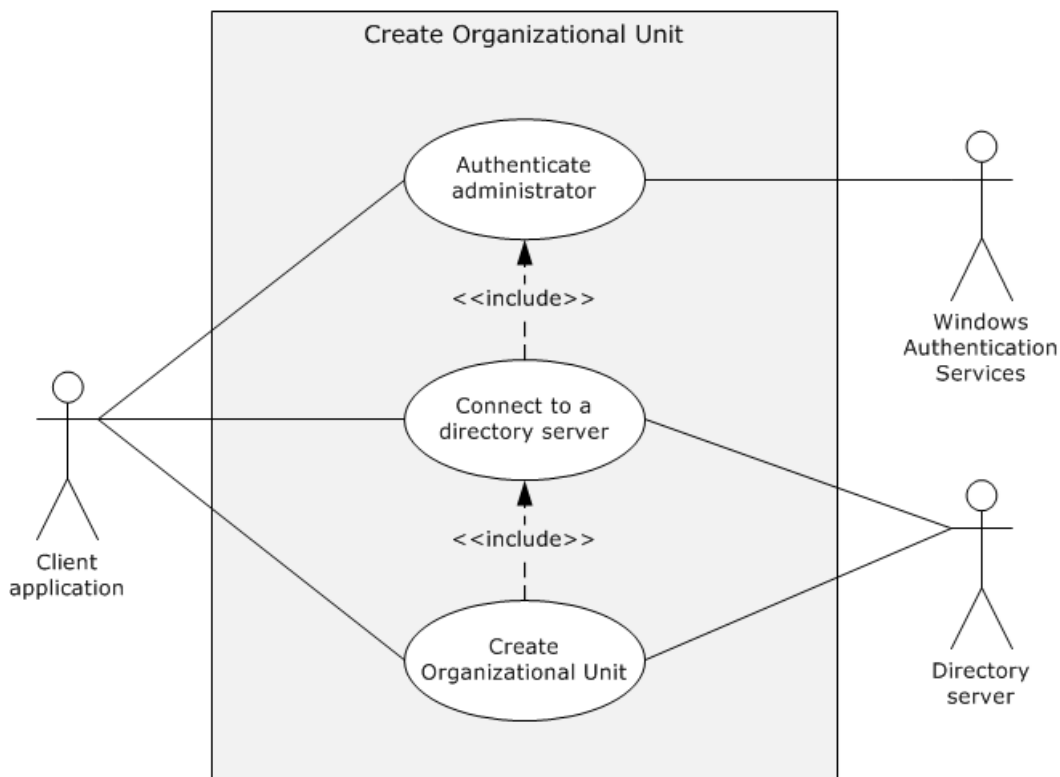 Create Organizational Unit
Authenticate
administrator
<<include>>
Windows
Authentication
Services
Connect to a
directory server
<<include>>
Client
application
Create
Organizational Unit
Directory
server